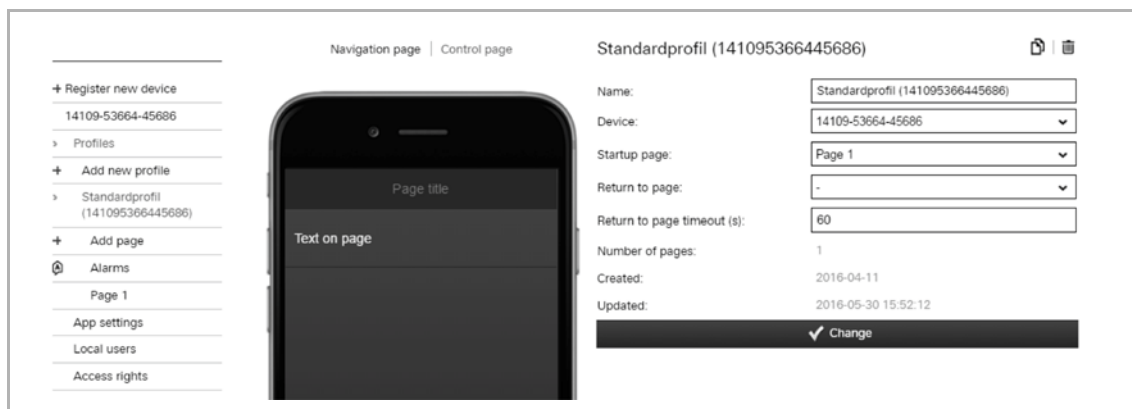 Navigation page | Control page
+ Register new device
14109-53664-45686
Profiles
+ Add new profile
Standardprofil
(141095366445686)
+ Add page
Alarms
Page 1
App settings
Local users
Access rights
Page title
Text on page
Standardprofil (141095366445686)
Name: Standardprofil (141095366445686)
Device: 14109-53664-45686
Startup page: Page 1
Return to page: -
Return to page timeout (s): 60
Number of pages: 1
Created: 2016-04-11
Updated: 2016-05-30 15:52:12
Change